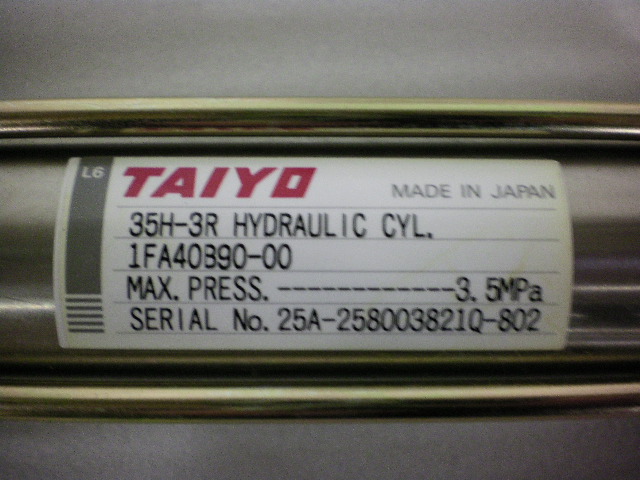 L6
TAIYO
MADE IN JAPAN
35H-3R HYDRAULIC CYL.
1FA40B90-00
MAX. PRESS. ------------3.5MPa
SERIAL No. 25A-258003821Q-802